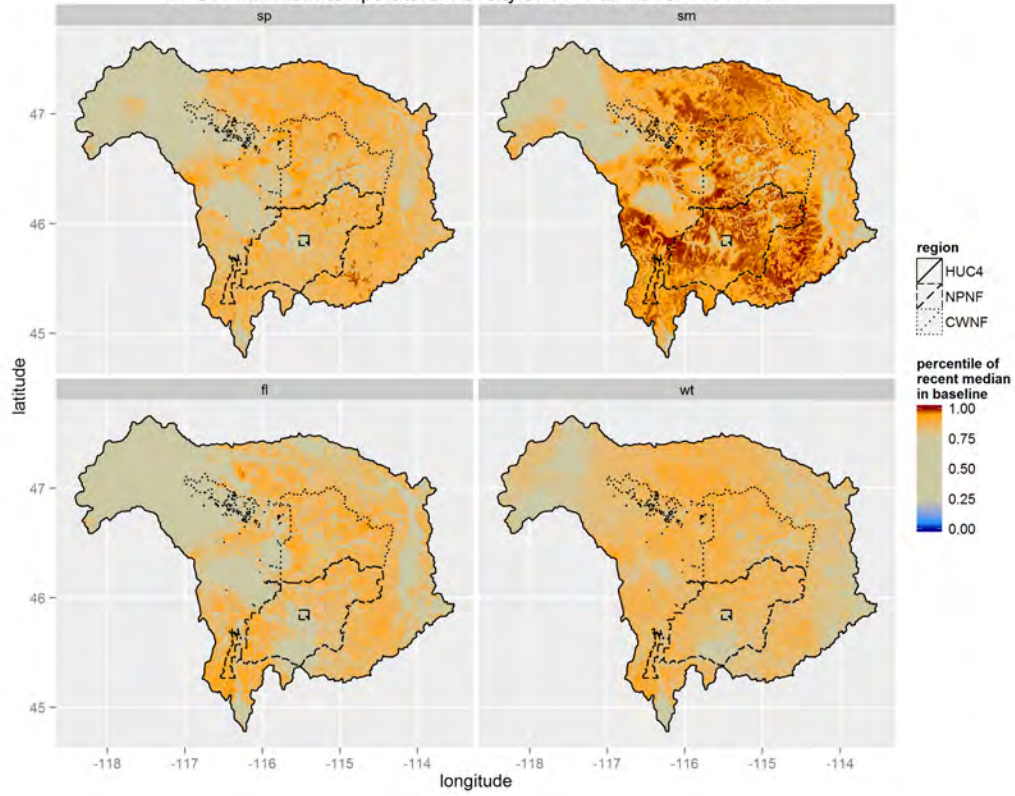 sp
sm
47
46
45
fl
wt
47
46
45
-118
-117
-116
-115
-114
-118
-117
-116
-115
-114
longitude
latitude
region
HUC4
NPNF
CWNF
percentile of
recent median
in baseline
1.00
0.75
0.50
0.25
0.00